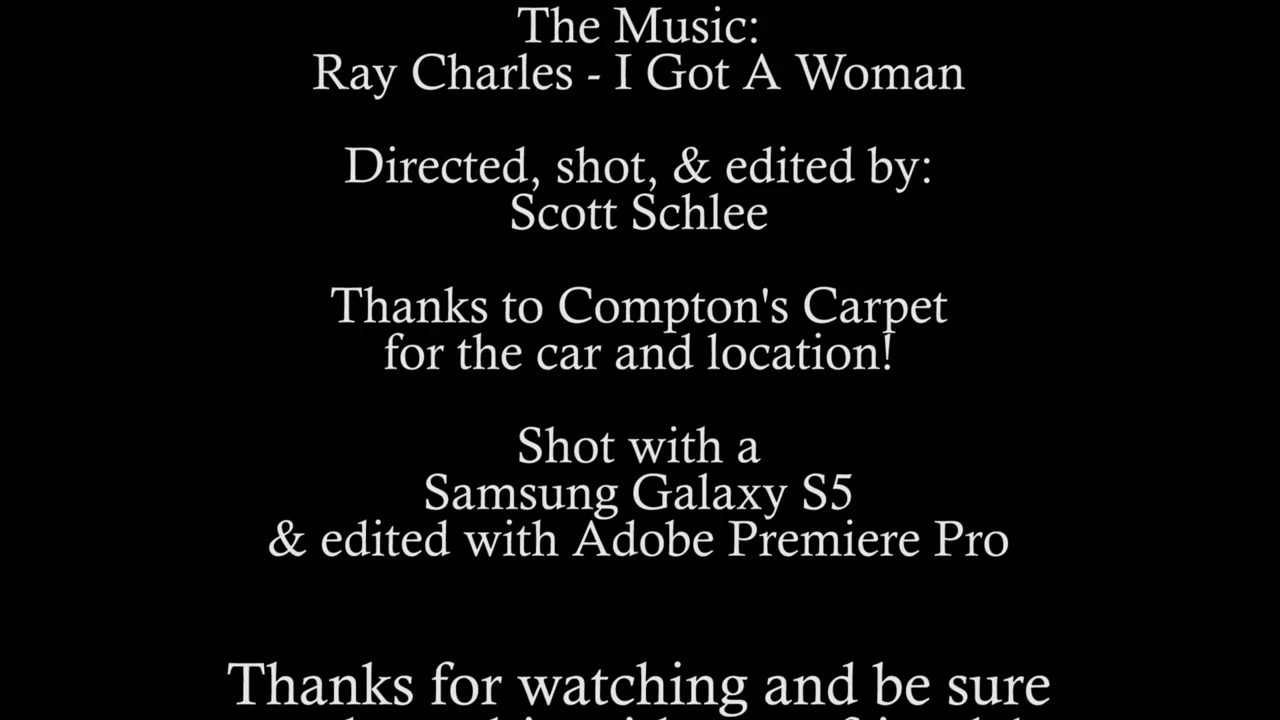 The Music:
Ray Charles - I Got A Woman
Directed, shot, & edited by:
Scott Schlee
Thanks to Compton's Carpet
for the car and location!
Shot with a
Samsung Galaxy S5
& edited with Adobe Premiere Pro
Thanks for watching and be sure